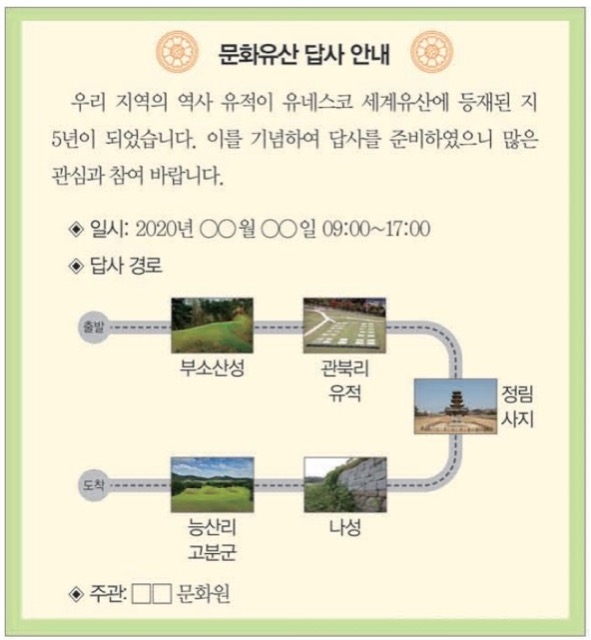 문화유산 답사 안내
우리 지역의 역사 유적이 유네스코 세계유산에 등재된 지
5년이 되었습니다. 이를 기념하여 답사를 준비하였으니 많은
관심과 참여 바랍니다.
◈ 일시: 2020년 ○○월 ○○일 09:00~17:00
◈ 답사 경로
출발
부소산성
관북리
유적
정림
사지
도착
능산리
고분군
나성
◈ 주관: □□ 문화원